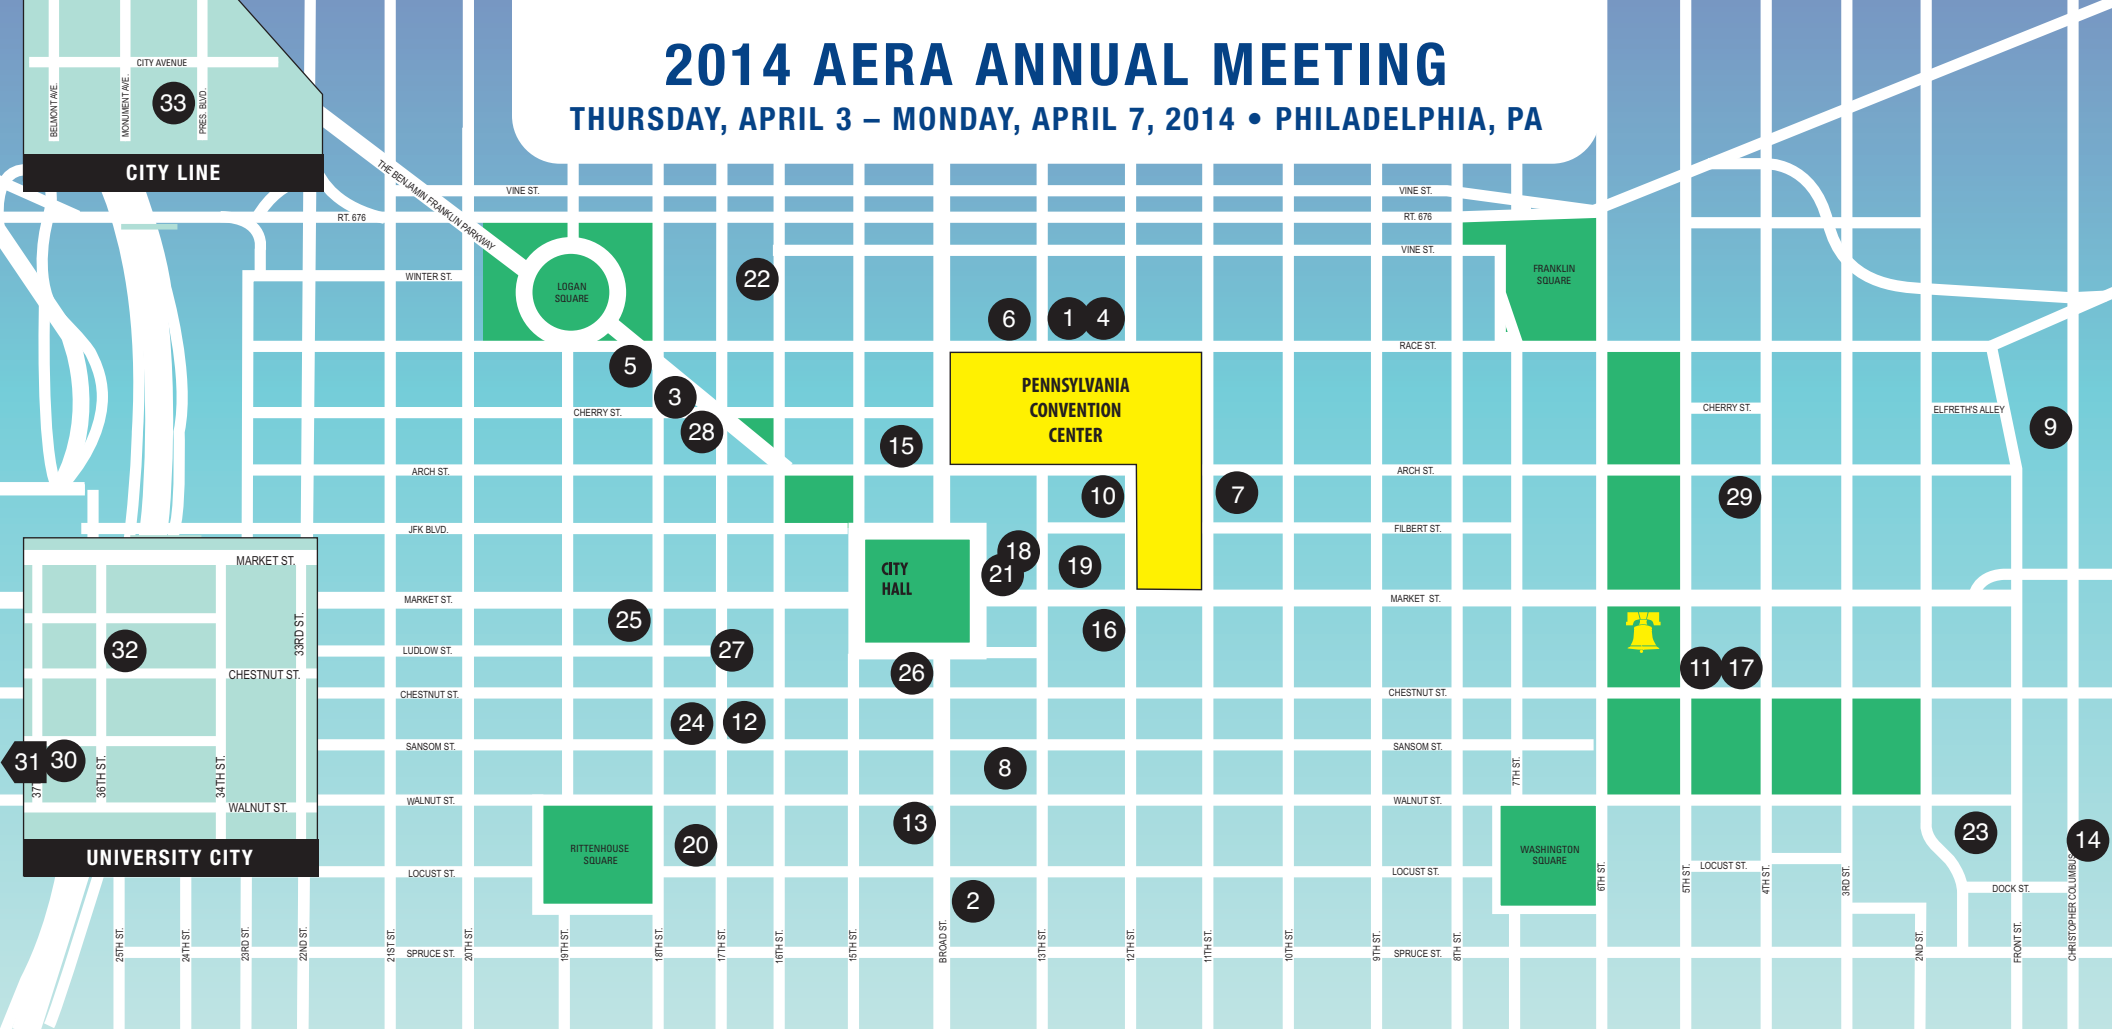 2014 AERA ANNUAL MEETING
THURSDAY, APRIL 3 – MONDAY, APRIL 7, 2014 • PHILADELPHIA, PA
CITY AVENUE
BELMONT AVE.
MONUMENT AVE.
33
PRES. BLVD.
CITY LINE
THE BENJAMIN FRANKLIN PARKWAY
VINE ST.
VINE ST.
RT. 676
RT. 676
VINE ST.
WINTER ST.
LOGAN
SQUARE
22
FRANKLIN
SQUARE
6
1
4
RACE ST.
5
3
28
PENNSYLVANIA
CONVENTION
CENTER
CHERRY ST.
CHERRY ST.
ELFRETH'S ALLEY
9
15
ARCH ST.
ARCH ST.
10
7
29
JFK BLVD.
FILBERT ST.
18
21
19
CITY
HALL
MARKET ST.
MARKET ST.
MARKET ST.
33RD ST.
32
25
16
LUDLOW ST.
27
26
11
17
CHESTNUT ST.
CHESTNUT ST.
CHESTNUT ST.
24
12
SANSOM ST.
SANSOM ST.
8
31
30
37
36TH ST.
34TH ST.
7TH ST.
WALNUT ST.
WALNUT ST.
WALNUT ST.
13
23
14
UNIVERSITY CITY
RITTENHOUSE
SQUARE
20
WASHINGTON
SQUARE
LOCUST ST.
LOCUST ST.
LOCUST ST.
6TH ST.
5TH ST.
4TH ST.
3RD ST.
DOCK ST.
2
25TH ST.
24TH ST.
23RD ST.
22ND ST.
21ST ST.
SPRUCE ST.
20TH ST.
19TH ST.
18TH ST.
17TH ST.
16TH ST.
15TH ST.
BROAD ST.
13TH ST.
12TH ST.
11TH ST.
10TH ST.
9TH ST.
SPRUCE ST.
8TH ST.
2ND ST.
FRONT ST.
CHRISTOPHER COLUMBUS